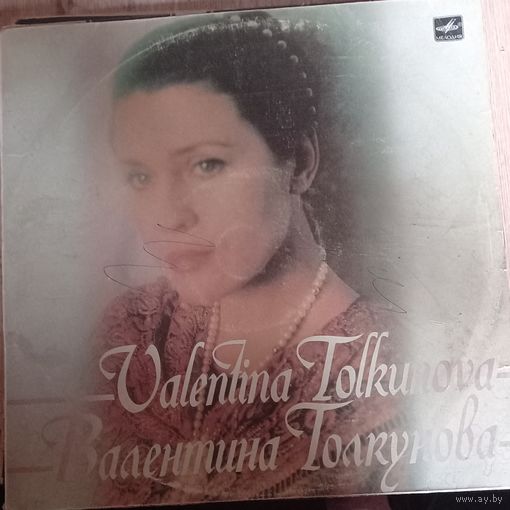 МЕЛОДИЯ
Valentina Tolkunova
Валентина Толкунова
www.ay.by